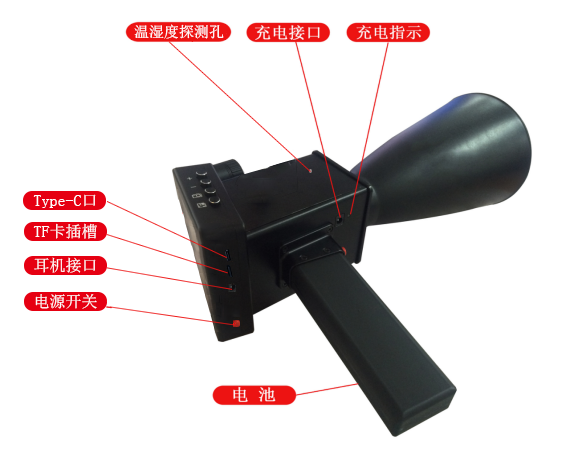 温湿度探测孔
充电接口
充电指示
Type-C口
TF卡插槽
耳机接口
电源开关
电池